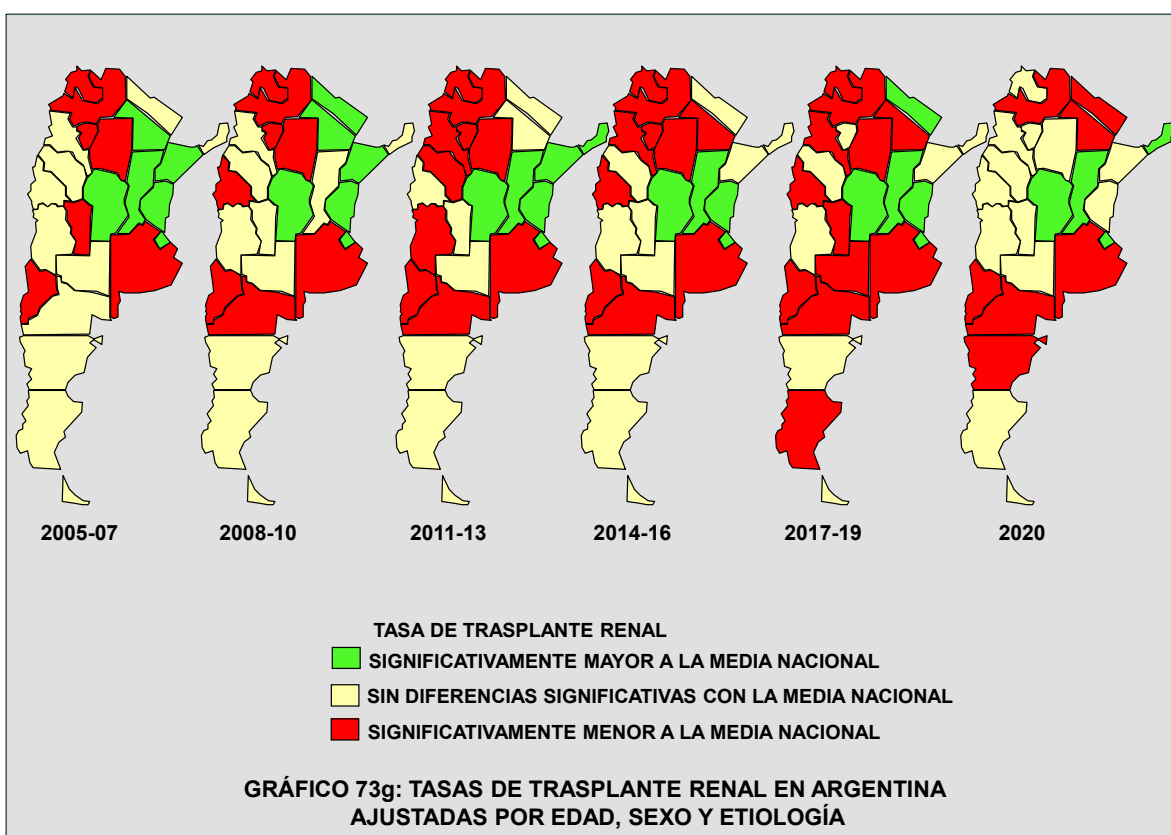 2005-07
2008-10
2011-13
2014-16
2017-19
2020
TASA DE TRASPLANTE RENAL
SIGNIFICATIVAMENTE MAYOR A LA MEDIA NACIONAL
SIN DIFERENCIAS SIGNIFICATIVAS CON LA MEDIA NACIONAL
SIGNIFICATIVAMENTE MENOR A LA MEDIA NACIONAL
GRÁFICO 73g: TASAS DE TRASPLANTE RENAL EN ARGENTINA
AJUSTADAS POR EDAD, SEXO Y ETIOLOGÍA